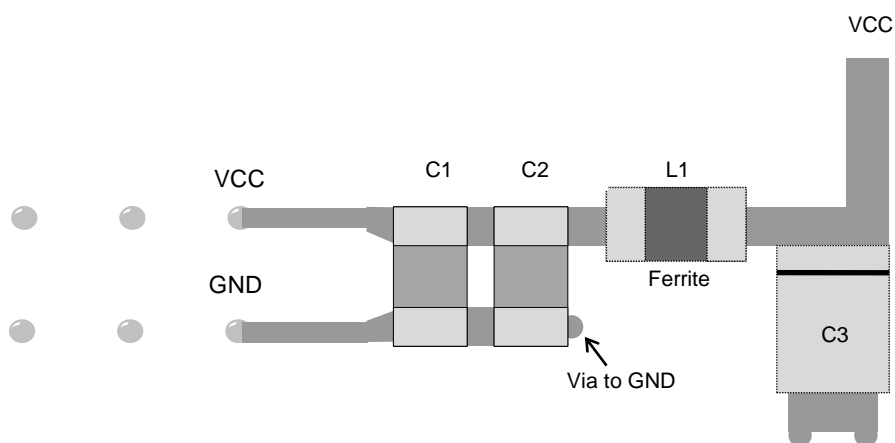 VCC
C1
C2
L1
VCC
GND
Ferrite
C3
Via to GND